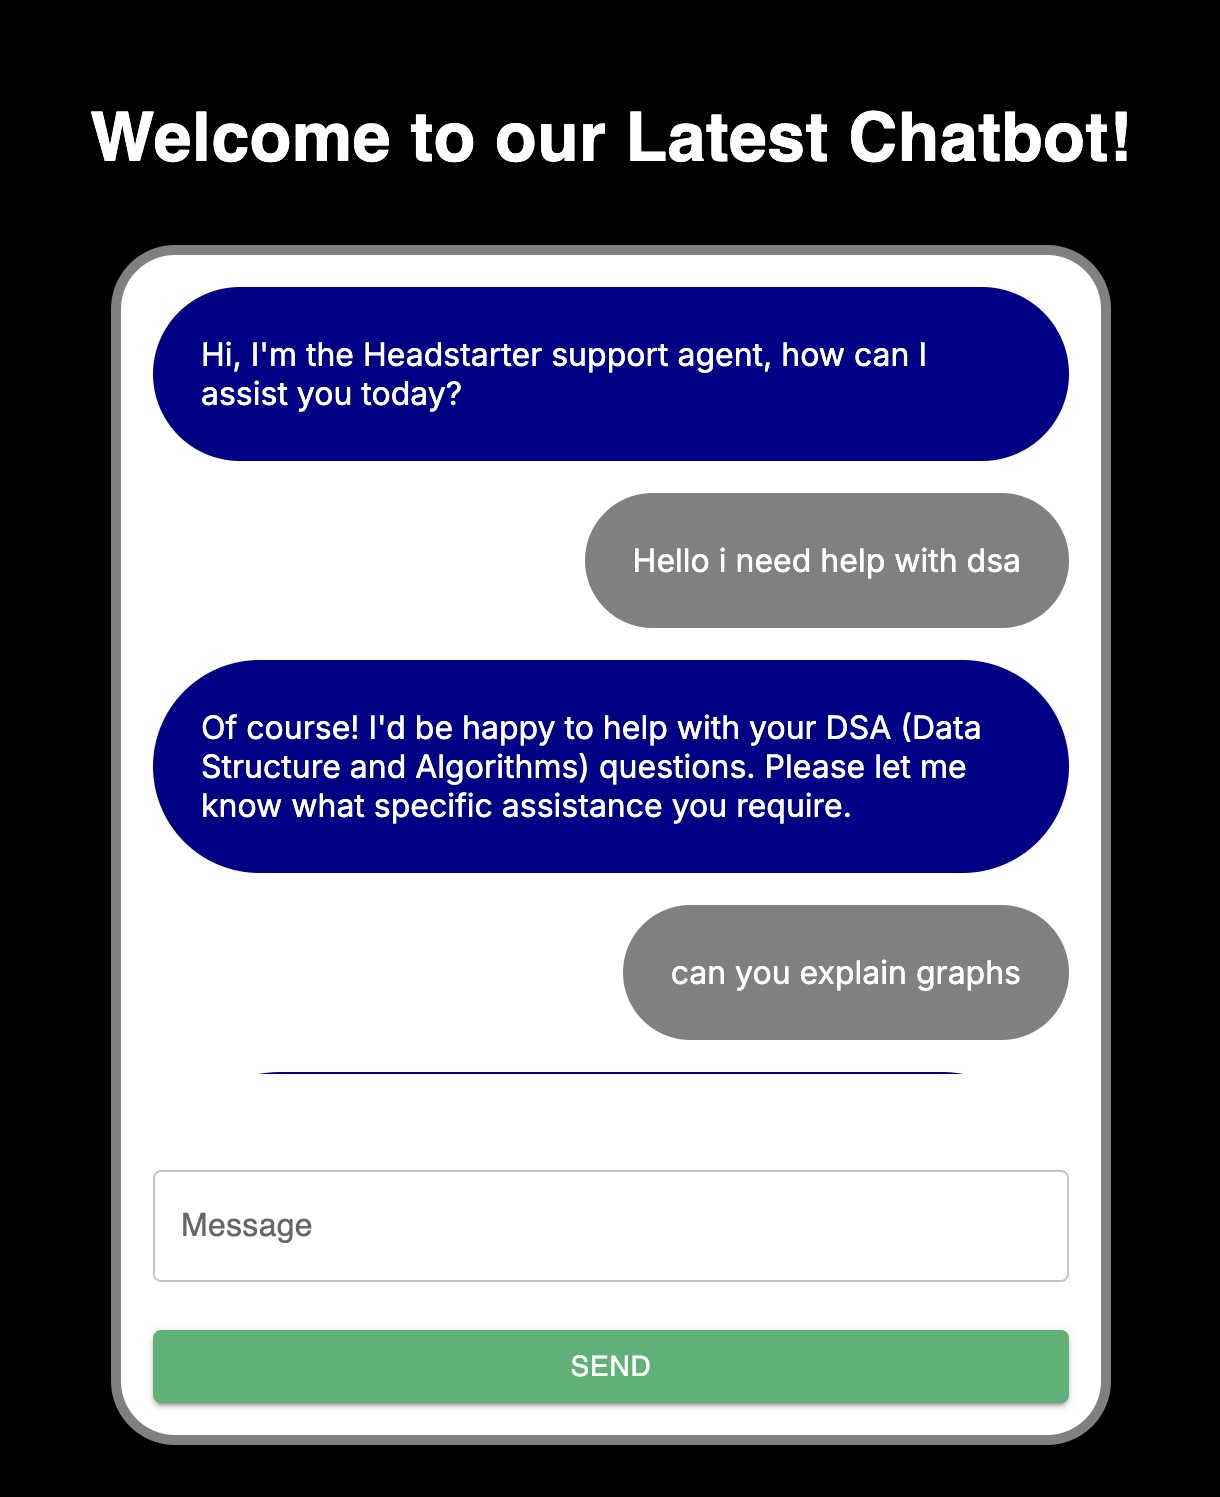 Welcome to our Latest Chatbot!
Hi, I'm the Headstarter support agent, how can I
assist you today?
Hello i need help with dsa
Of course! I'd be happy to help with your DSA (Data
Structure and Algorithms) questions. Please let me
know what specific assistance you require.
can you explain graphs
Message
SEND